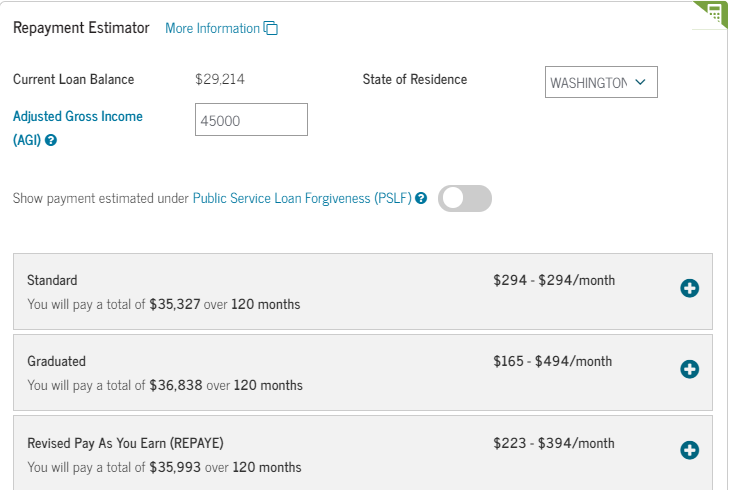 Repayment Estimator More Information
Current Loan Balance $29,214 State of Residence WASHINGTON
Adjusted Gross Income
(AGI) ?
45000
Show payment estimated under Public Service Loan Forgiveness (PSLF) ?
Standard $294 - $294/month
You will pay a total of $35,327 over 120 months
Graduated $165 - $494/month
You will pay a total of $36,838 over 120 months
Revised Pay As You Earn (REPAYE) $223 - $394/month
You will pay a total of $35,993 over 120 months